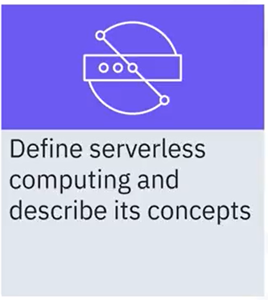 Define serverless
computing and
describe its concepts